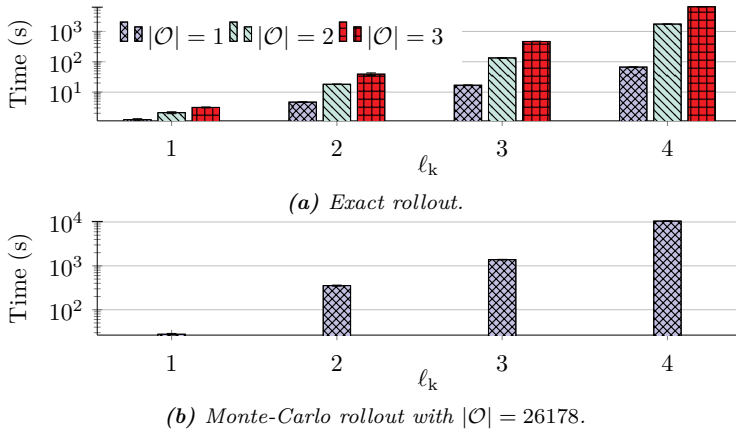 10³
10²
10¹
Time (s)
|𝒪| = 1 |𝒪| = 2 |𝒪| = 3
1 2 3 4
ℓₖ
(a) Exact rollout.
10⁴
10³
10²
Time (s)
1 2 3 4
ℓₖ
(b) Monte-Carlo rollout with |𝒪| = 26178.